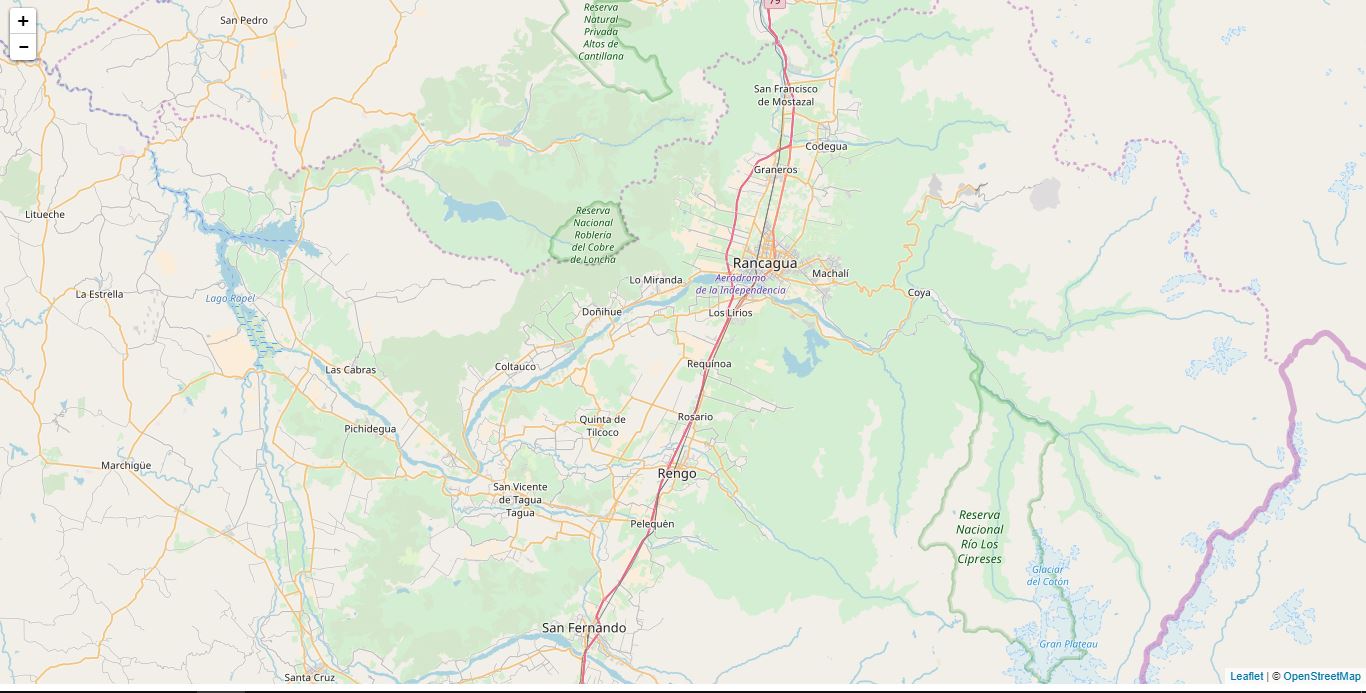 +
−
San Pedro
Reserva
Natural
Privada
Altos de
Cantillana
79
San Francisco
de Mostazal
Codegua
Graneros
Litueche
Reserva
Nacional
Roblería
del Cobre
de Loncha
Rancagua
Machalí
Lo Miranda
Aeródromo
de la Independencia
La Estrella
Lago Rapel
Coya
Doñihue
Los Lirios
Las Cabras
Coltauco
Requínoa
Quinta de
Tilcoco
Rosario
Pichidegua
Marchigüe
Rengo
San Vicente
de Tagua
Tagua
Pelequén
Reserva
Nacional
Río Los
Cipreses
Glaciar
del Cotón
San Fernando
Gran Plateau
Santa Cruz
Leaflet | © OpenStreetMap